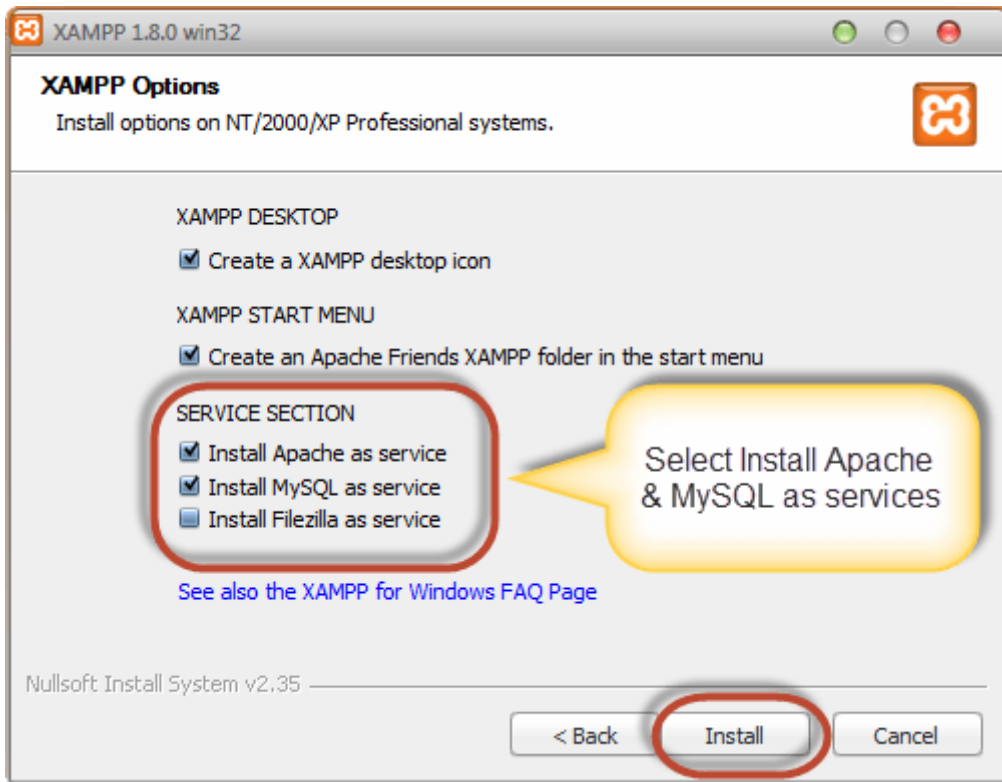 XAMPP 1.8.0 win32
XAMPP Options
Install options on NT/2000/XP Professional systems.
XAMPP DESKTOP
Create a XAMPP desktop icon
XAMPP START MENU
Create an Apache Friends XAMPP folder in the start menu
SERVICE SECTION
Install Apache as service
Install MySQL as service
Install Filezilla as service
Select Install Apache
& MySQL as services
See also the XAMPP for Windows FAQ Page
Nullsoft Install System v2.35
< Back
Install
Cancel